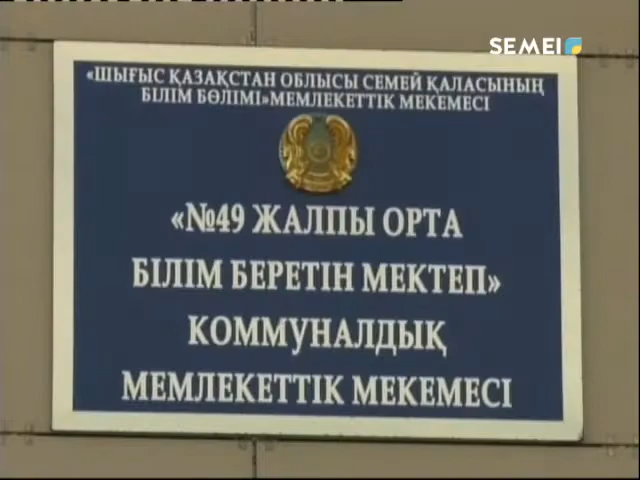 SEMEI
«ШЫҒЫС ҚАЗАҚСТАН ОБЛЫСЫ СЕМЕЙ ҚАЛАСЫНЫҢ
БІЛІМ БӨЛІМІ»МЕМЛЕКЕТТІК МЕКЕМЕСІ
«№49 ЖАЛПЫ ОРТА
БІЛІМ БЕРЕТІН МЕКТЕП»
КОММУНАЛДЫҚ
МЕМЛЕКЕТТІК МЕКЕМЕСІ